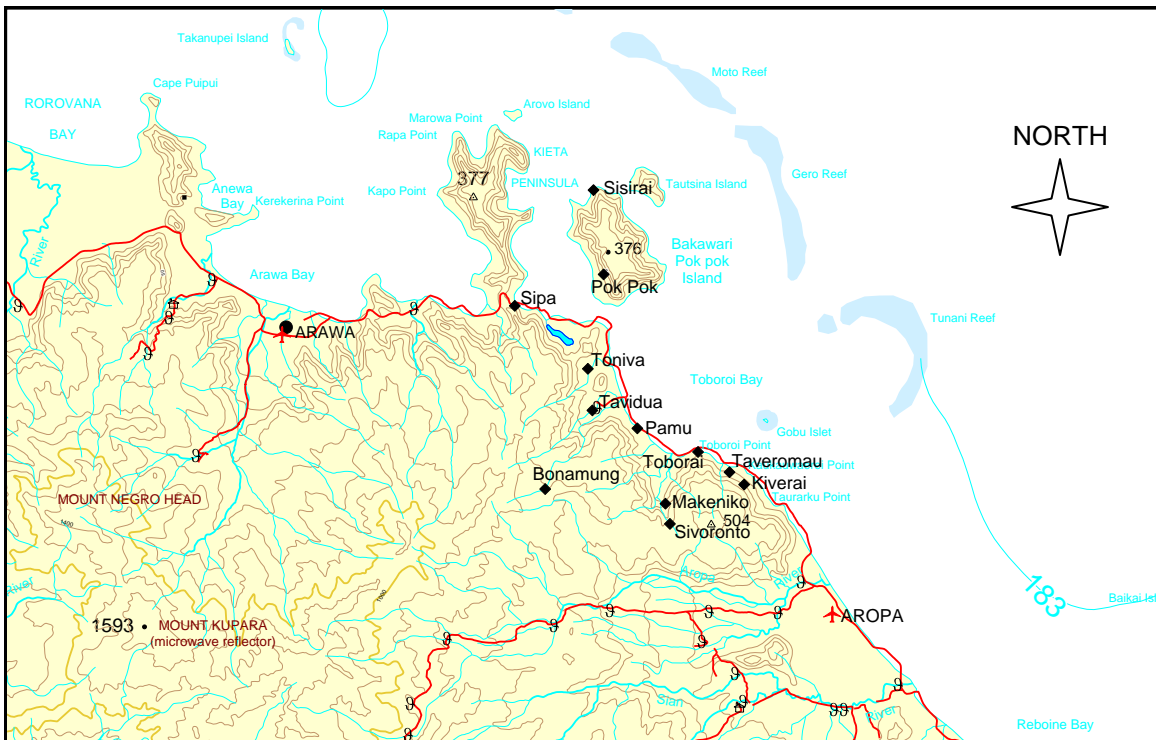 Takanupei Island
Cape Puipui
ROROVANA
BAY
Moto Reef
Arovo Island
Marowa Point
Rapa Point
KIETA
NORTH
377
Kapo Point
PENINSULA
Sisirai
Tautsina Island
Gero Reef
Anewa
Bay
Kerekerina Point
River
376
Bakawari
Pok pok
Island
Arawa Bay
Pok Pok
Sipa
Tunani Reef
ARAWA
Toniva
Toboroi Bay
Tavidua
Gobu Islet
Pamu
Toboroi Point
Toborai
Taveromau
Point
Bonamung
Kiverai
MOUNT NEGRO HEAD
Taurarku Point
Makeniko
1400
504
Sivoronto
Aropa
River
River
183
1000
Baikai Isl
AROPA
1593
MOUNT KUPARA
(microwave reflector)
River
Reboine Bay